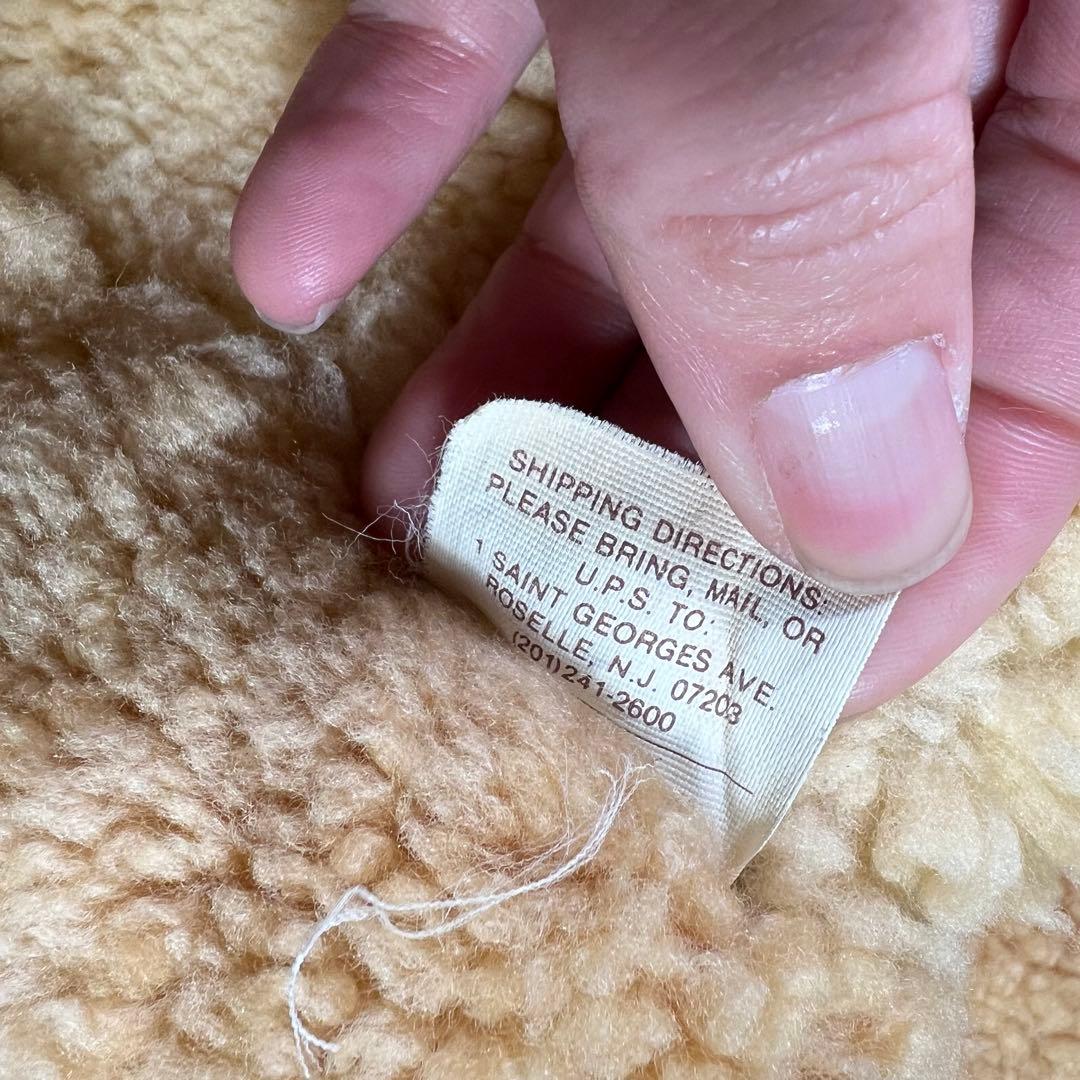 SHIPPING DIRECTIONS:
PLEASE BRING, MAIL, OR
U.P.S. TO:
1 SAINT GEORGES AVE.
ROSELLE, N.J. 07203
(201)241-2600